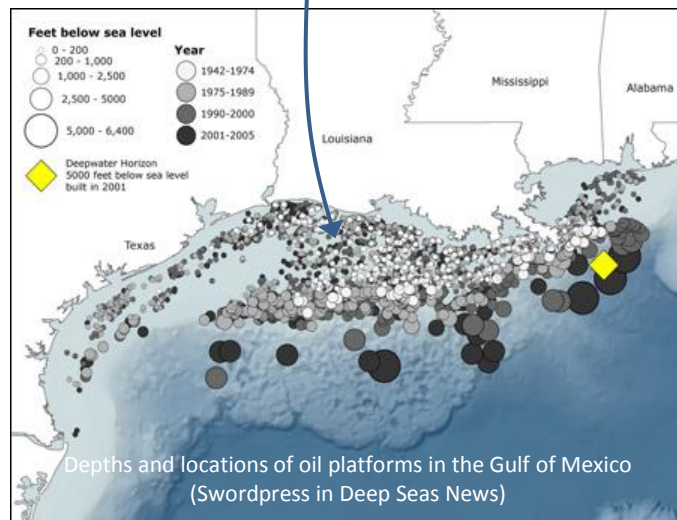 Feet below sea level
0 - 200
200 - 1,000
1,000 - 2,500
2,500 - 5000
5,000 - 6,400
Year
1942-1974
1975-1989
1990-2000
2001-2005
Deepwater Horizon
5000 feet below sea level
built in 2001
Mississippi
Alabama
Louisiana
Texas
Depths and locations of oil platforms in the Gulf of Mexico
(Swordpress in Deep Seas News)